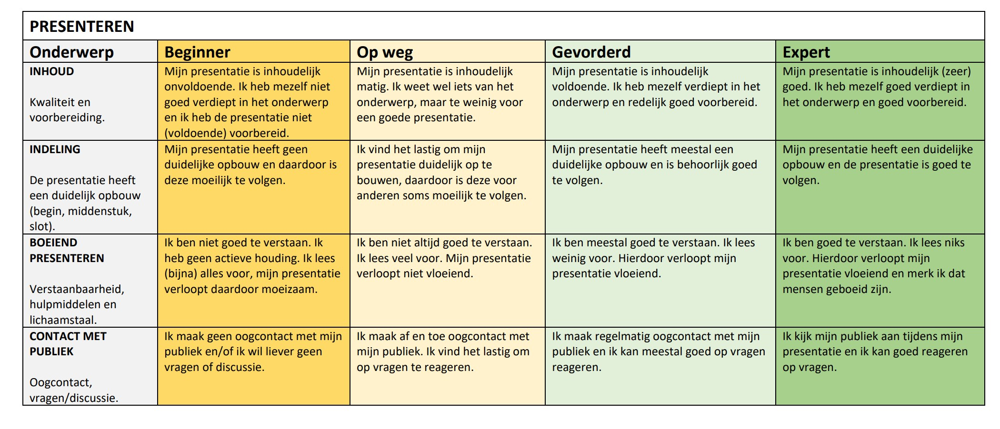 PRESENTEREN
Onderwerp
Beginner
Op weg
Gevorderd
Expert
INHOUD
Kwaliteit en
voorbereiding.
Mijn presentatie is inhoudelijk
onvoldoende. Ik heb mezelf niet
goed verdiept in het onderwerp
en ik heb de presentatie niet
(voldoende) voorbereid.
Mijn presentatie is inhoudelijk
matig. Ik weet wel iets van het
onderwerp, maar te weinig voor
een goede presentatie.
Mijn presentatie is inhoudelijk
voldoende. Ik heb mezelf verdiept in het
onderwerp en redelijk goed voorbereid.
Mijn presentatie is inhoudelijk (zeer)
goed. Ik heb mezelf goed verdiept in
het onderwerp en goed voorbereid.
INDELING
De presentatie heeft
een duidelijk opbouw
(begin, middenstuk,
slot).
Mijn presentatie heeft geen
duidelijke opbouw en daardoor is
deze moeilijk te volgen.
Ik vind het lastig om mijn
presentatie duidelijk op te
bouwen, daardoor is deze voor
anderen soms moeilijk te volgen.
Mijn presentatie heeft meestal een
duidelijke opbouw en is behoorlijk goed
te volgen.
Mijn presentatie heeft een duidelijke
opbouw en de presentatie is goed te
volgen.
BOEIEND
PRESENTEREN
Verstaanbaarheid,
hulpmiddelen en
lichaamstaal.
Ik ben niet goed te verstaan. Ik
heb geen actieve houding. Ik lees
(bijna) alles voor, mijn presentatie
verloopt daardoor moeizaam.
Ik ben niet altijd goed te verstaan.
Ik lees veel voor. Mijn presentatie
verloopt niet vloeiend.
Ik ben meestal goed te verstaan. Ik lees
weinig voor. Hierdoor verloopt mijn
presentatie vloeiend.
Ik ben goed te verstaan. Ik lees niks
voor. Hierdoor verloopt mijn
presentatie vloeiend en merk ik dat
mensen geboeid zijn.
CONTACT MET
PUBLIEK
Oogcontact,
vragen/discussie.
Ik maak geen oogcontact met mijn
publiek en/of ik wil liever geen
vragen of discussie.
Ik maak af en toe oogcontact met
mijn publiek. Ik vind het lastig om
op vragen te reageren.
Ik maak regelmatig oogcontact met mijn
publiek en ik kan meestal goed op vragen
reageren.
Ik kijk mijn publiek aan tijdens mijn
presentatie en ik kan goed reageren
op vragen.